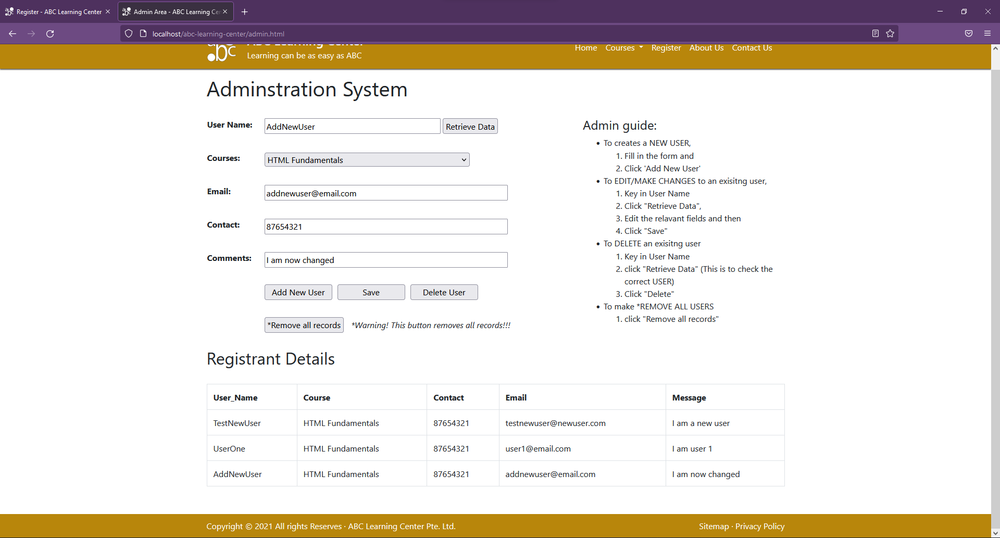 Register - ABC Learning Center
Admin Area - ABC Learning Cen
localhost/abc-learning-center/admin.html
abc
ABC Learning Center
Learning can be as easy as ABC
Home Courses Register About Us Contact Us
Adminstration System
User Name: AddNewUser Retrieve Data
Courses: HTML Fundamentals
Email: addnewuser@email.com
Contact: 87654321
Comments: I am now changed
Add New User Save Delete User
*Remove all records *Warning! This button removes all records!!!
Admin guide:
• To creates a NEW USER,
1. Fill in the form and
2. Click 'Add New User'
• To EDIT/MAKE CHANGES to an exisitng user,
1. Key in User Name
2. Click "Retrieve Data",
3. Edit the relavant fields and then
4. Click "Save"
• To DELETE an exisitng user
1. Key in User Name
2. click "Retrieve Data" (This is to check the
correct USER)
3. Click "Delete"
• To make *REMOVE ALL USERS
1. click "Remove all records"
Registrant Details
User_Name Course Contact Email Message
TestNewUser HTML Fundamentals 87654321 testnewuser@newuser.com I am a new user
UserOne HTML Fundamentals 87654321 user1@email.com I am user 1
AddNewUser HTML Fundamentals 87654321 addnewuser@email.com I am now changed
Copyright © 2021 All rights Reserves · ABC Learning Center Pte. Ltd.
Sitemap · Privacy Policy